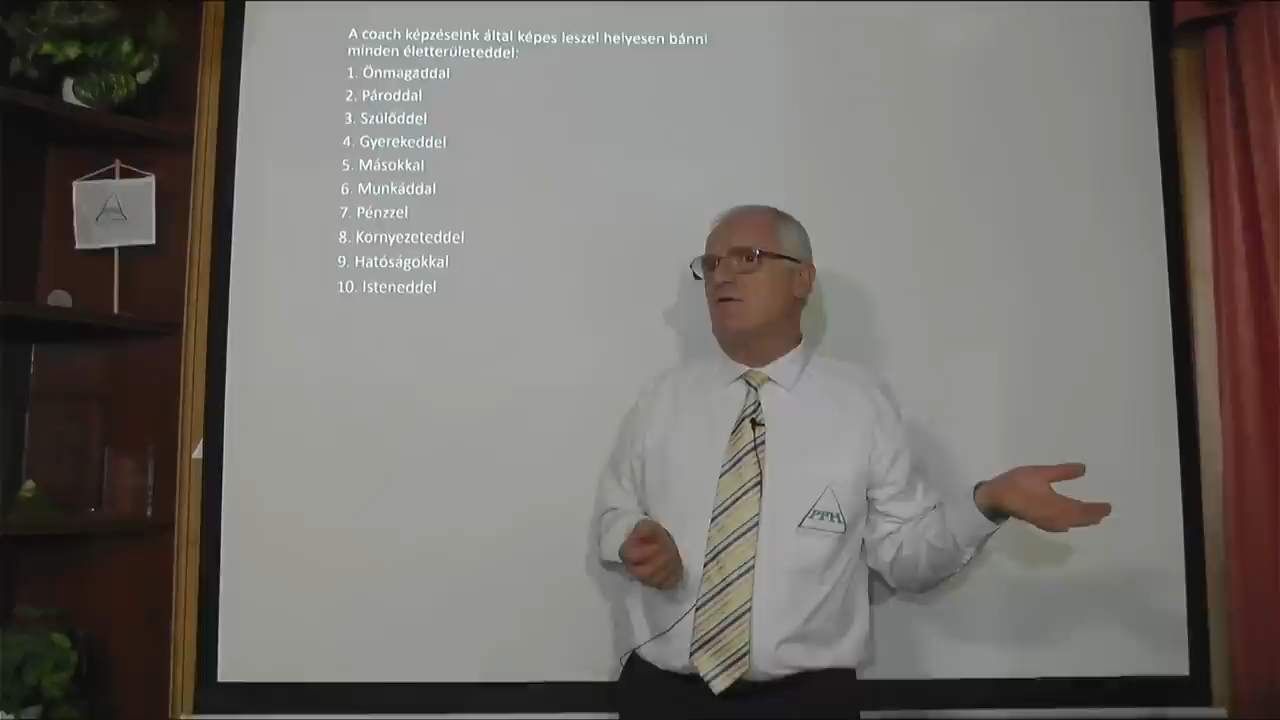 A coach képzéseink által képes leszel helyesen bánni
minden életterületeddel:
1. Önmagaddal
2. Pároddal
3. Szülőddel
4. Gyerekeddel
5. Másokkal
6. Munkáddal
7. Pénzzel
8. Környezeteddel
9. Hatóságokkal
10. Isteneddel
PPH